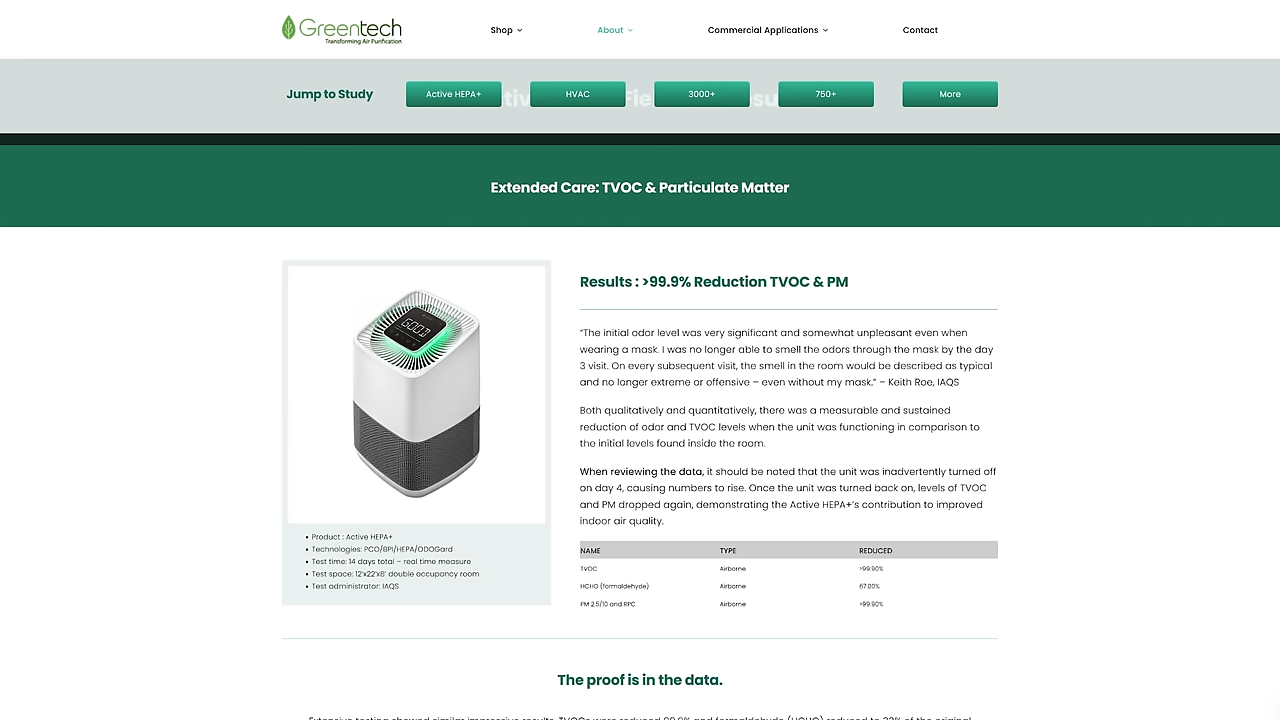 Greentech
Transforming Air Purification
Shop
About
Commercial Applications
Contact
Jump to Study
Active HEPA+
HVAC
3000+
750+
More
Extended Care: TVOC & Particulate Matter
Results : >99.9% Reduction TVOC & PM
“The initial odor level was very significant and somewhat unpleasant even when
wearing a mask. I was no longer able to smell the odors through the mask by the day
3 visit. On every subsequent visit, the smell in the room would be described as typical
and no longer extreme or offensive – even without my mask.” – Keith Roe, IAQS
Both qualitatively and quantitatively, there was a measurable and sustained
reduction of odor and TVOC levels when the unit was functioning in comparison to
the initial levels found inside the room.
When reviewing the data, it should be noted that the unit was inadvertently turned off
on day 4, causing numbers to rise. Once the unit was turned back on, levels of TVOC
and PM dropped again, demonstrating the Active HEPA+’s contribution to improved
indoor air quality.
• Product : Active HEPA+
• Technologies: PCO/BPI/HEPA/ODOGard
• Test time: 14 days total – real time measure
• Test space: 12'x22'x8' double occupancy room
• Test administrator: IAQS
NAME TYPE REDUCED
TVOC Airborne >99.90%
HCHO (formaldehyde) Airborne 67.00%
PM 2.5/10 and RPC Airborne >99.90%
The proof is in the data.